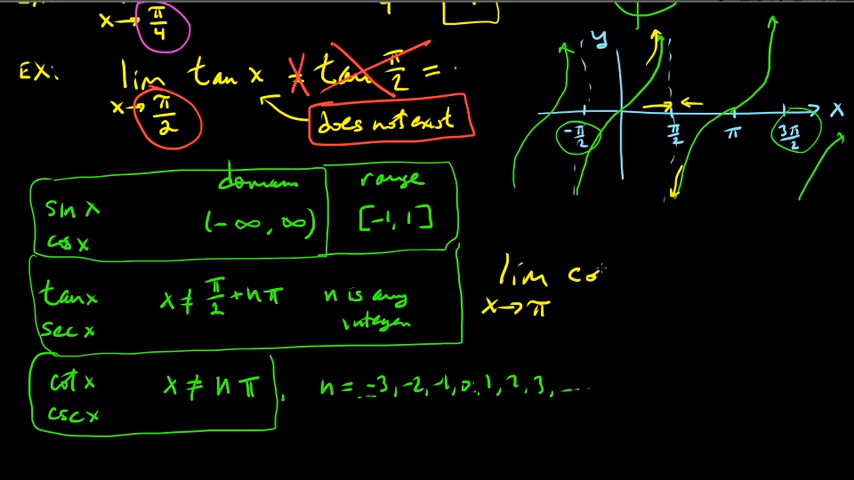 x→ π/4
EX: lim tan x = tan π/2 =
x→ π/2
does not exist
y
x
-π/2 π/2 π 3π/2
domain range
sin x
cos x
(-∞, ∞) [-1, 1]
tan x
sec x
x ≠ π/2 + nπ n is any
integer
cot x
csc x
x ≠ nπ, n = ...-3, -2, -1, 0, 1, 2, 3, ...
lim co
x→π